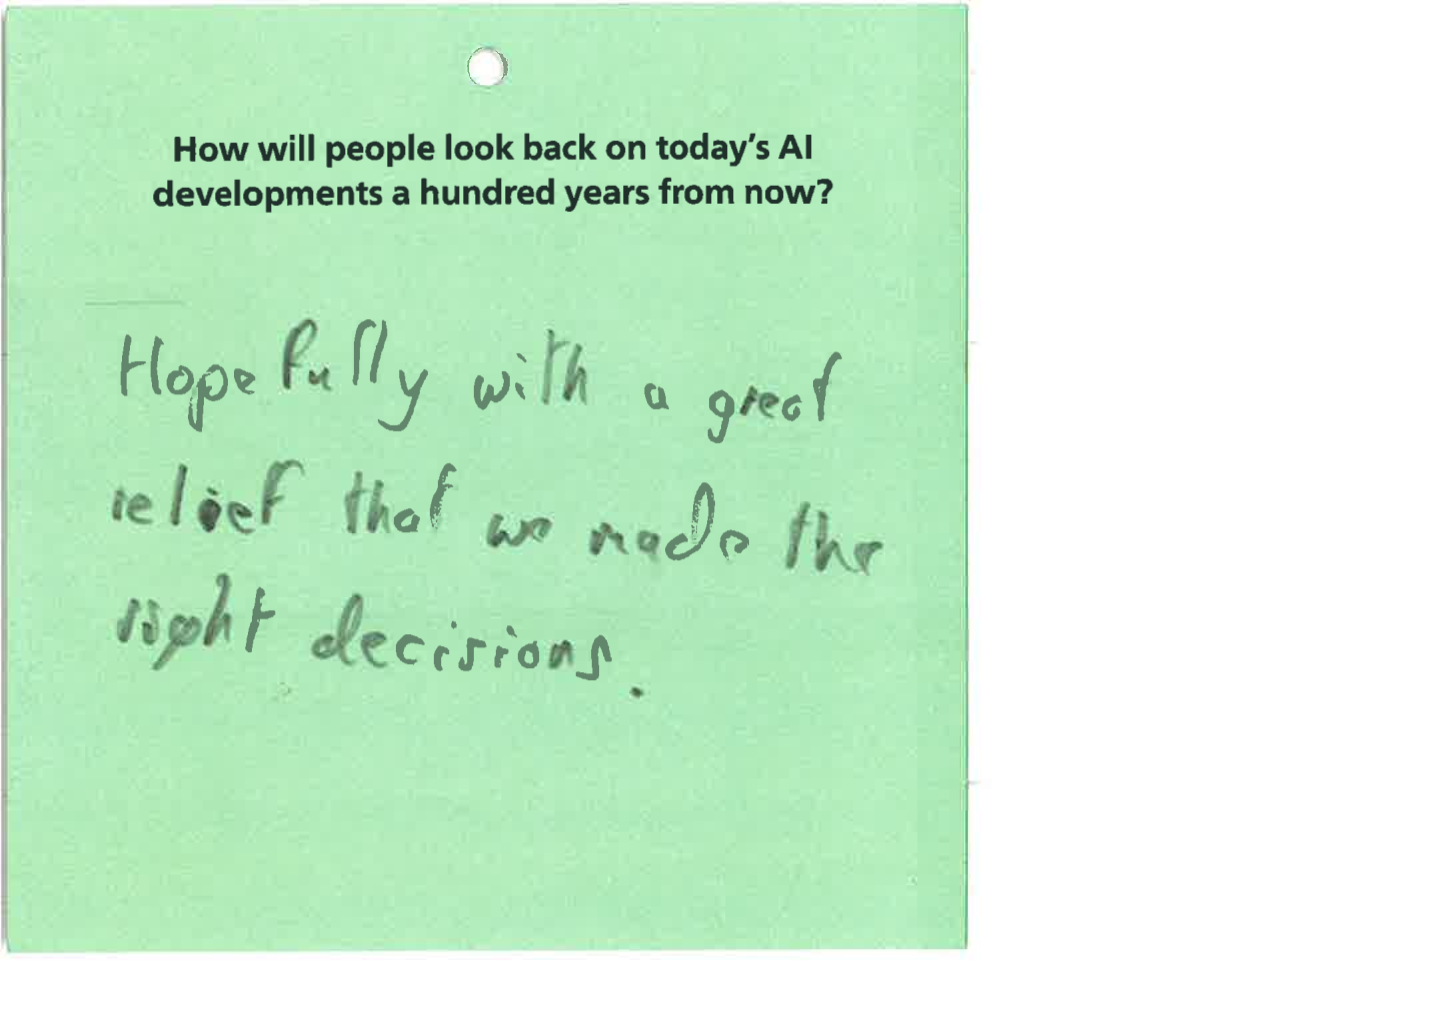 How will people look back on today's AI
developments a hundred years from now?
Hopefully with a great
relief that we made the
right decisions.